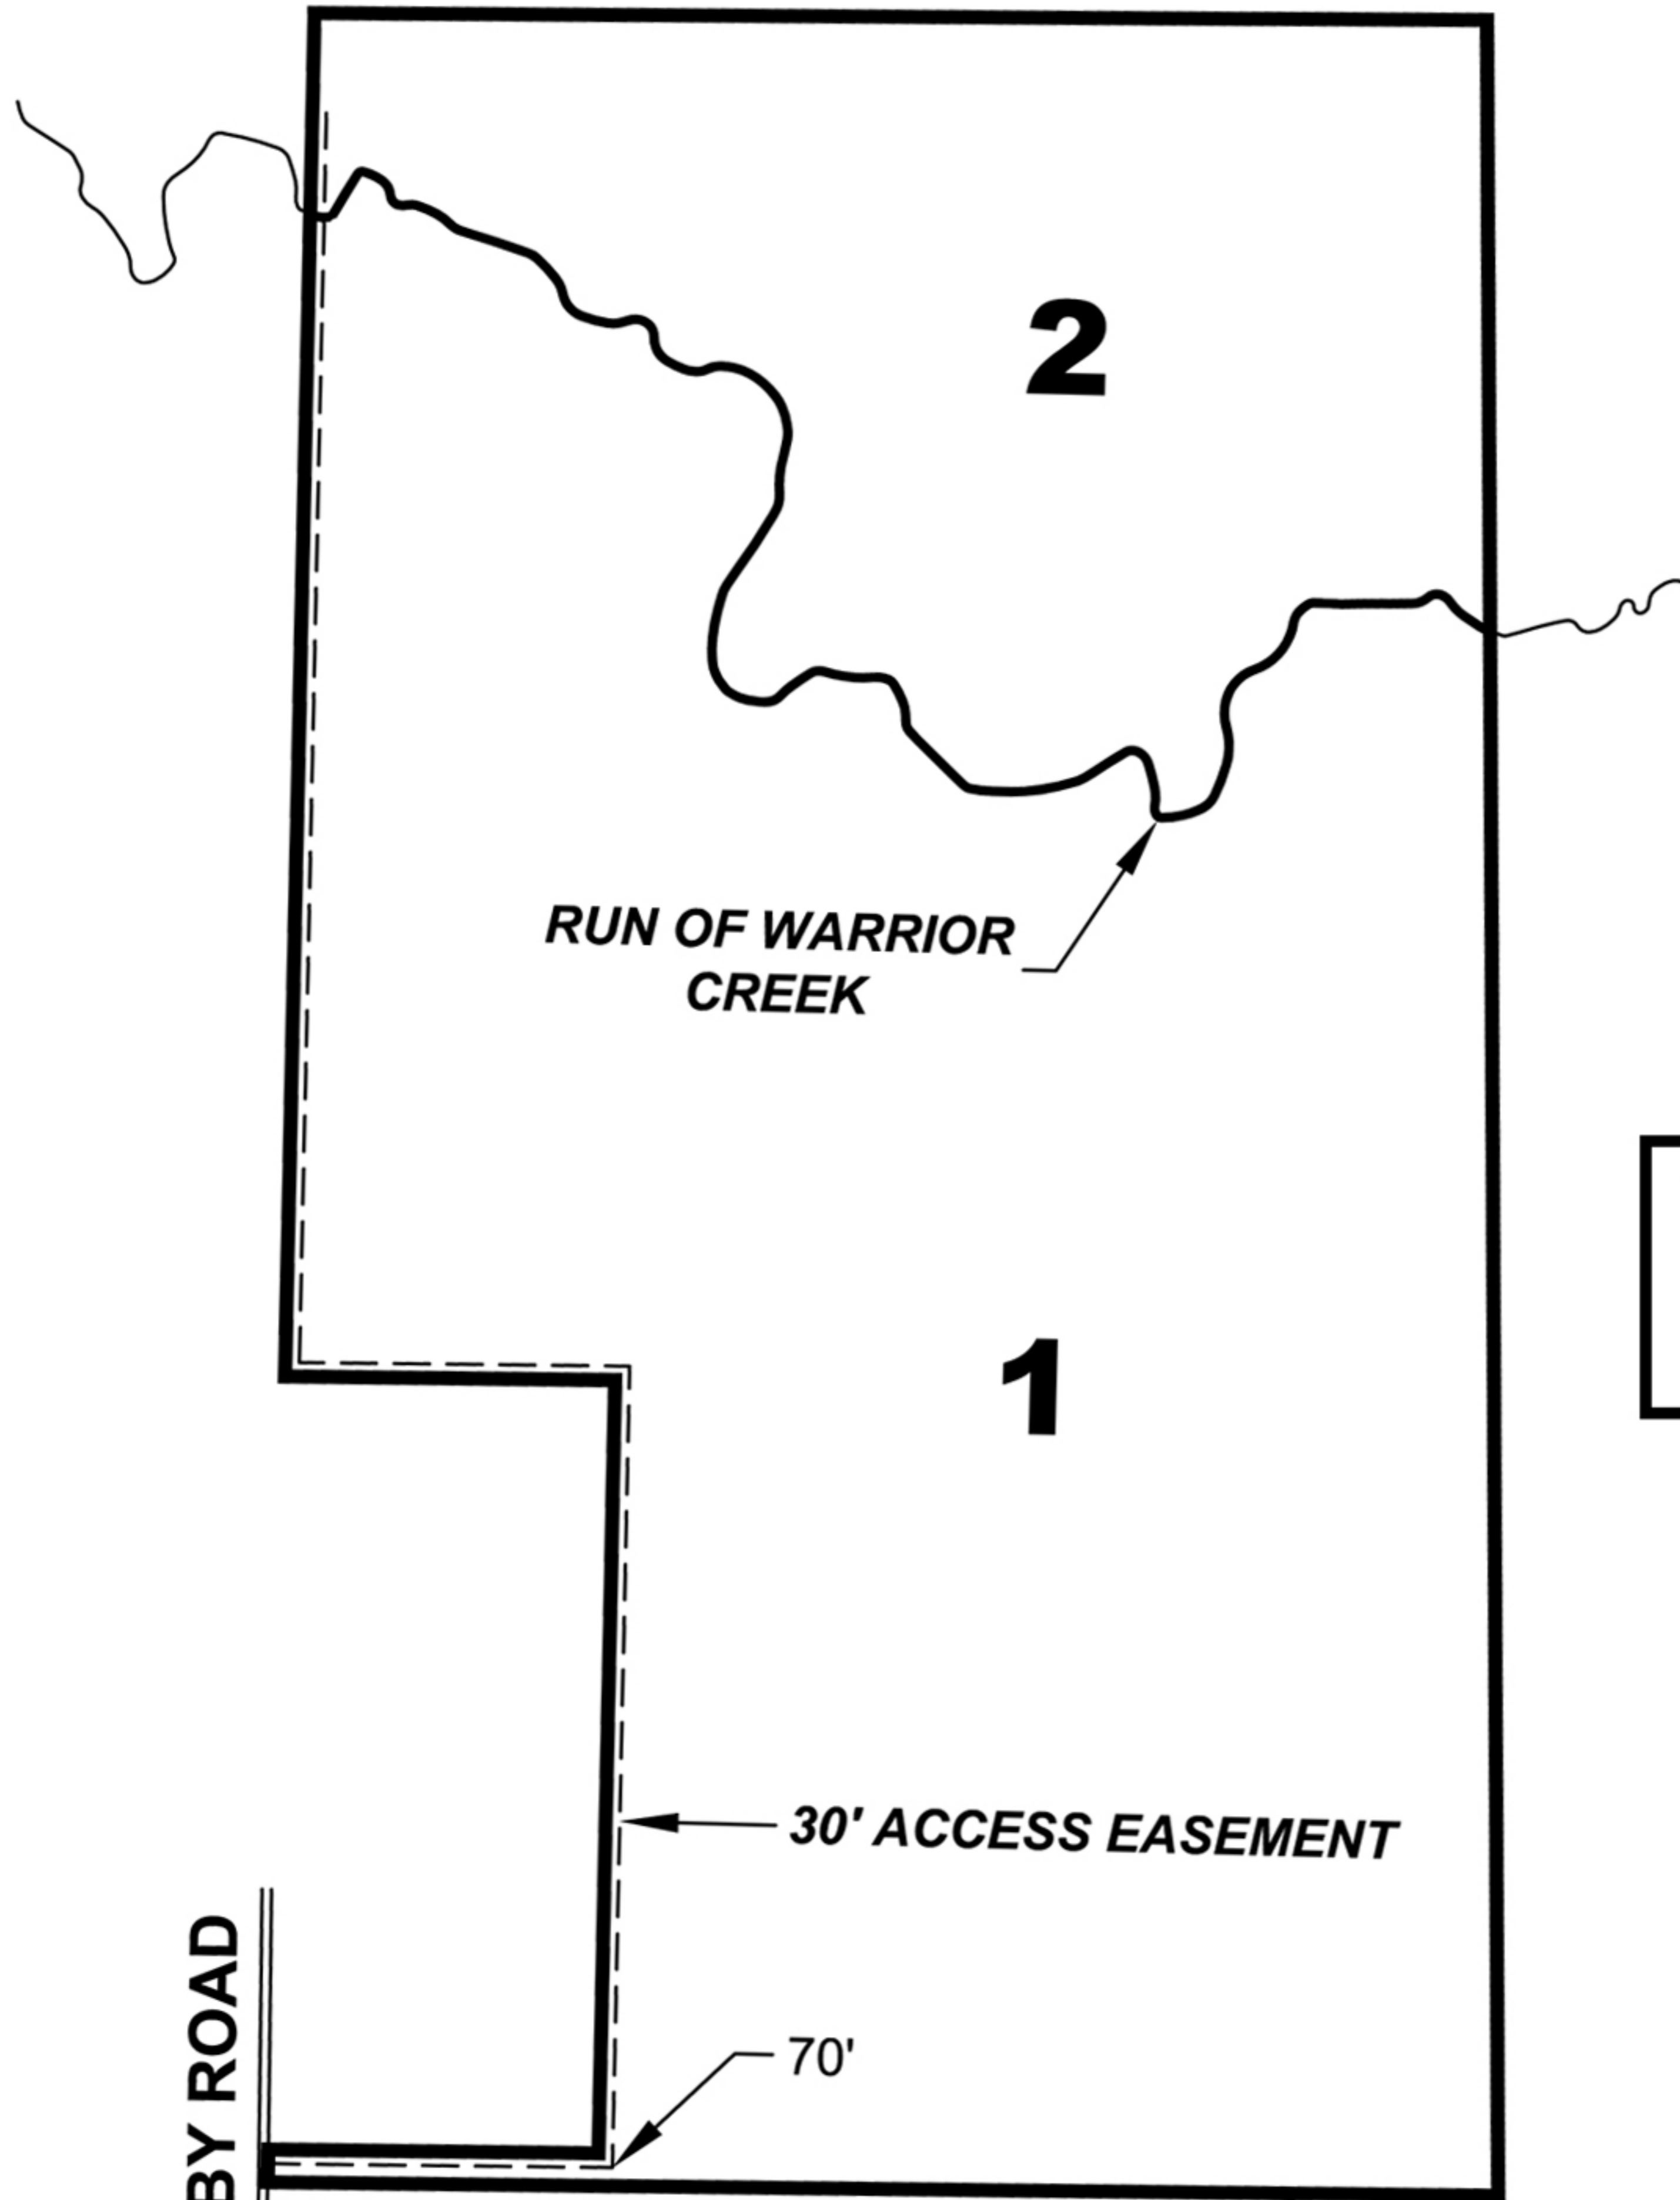 2
RUN OF WARRIOR
CREEK
1
30' ACCESS EASEMENT
70'
BY ROAD